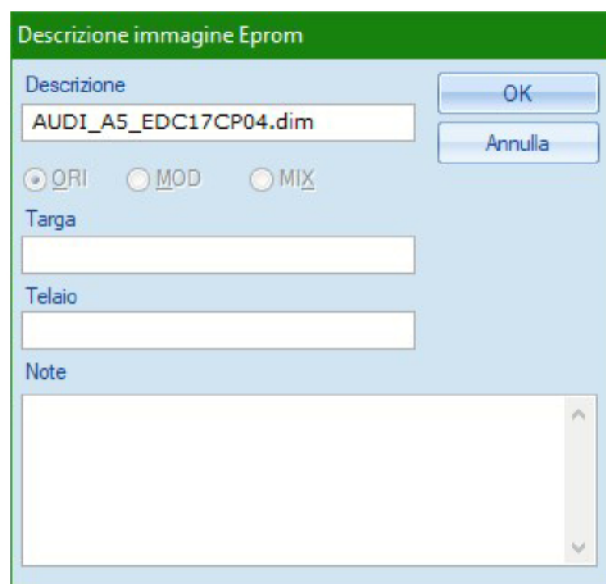 Descrizione immagine Eprom
Descrizione
OK
AUDI_A5_EDC17CP04.dim
Annulla
ORI MOD MIX
Targa
Telaio
Note